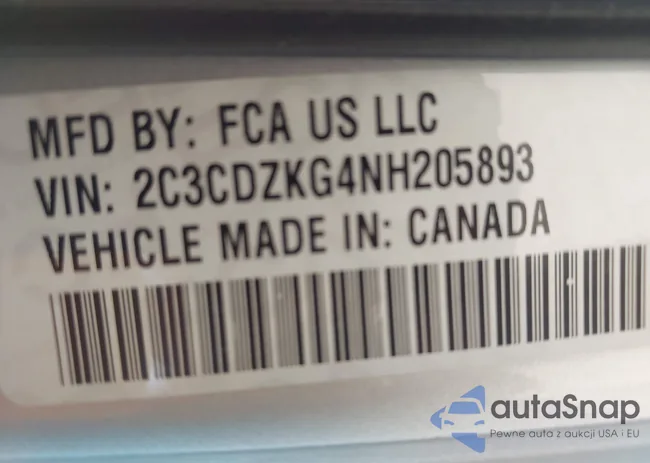 MFD BY: FCA US LLC
VIN: 2C3CDZKG4NH205893
VEHICLE MADE IN: CANADA
autaSnap
Pewne auta z aukcji USA i EU